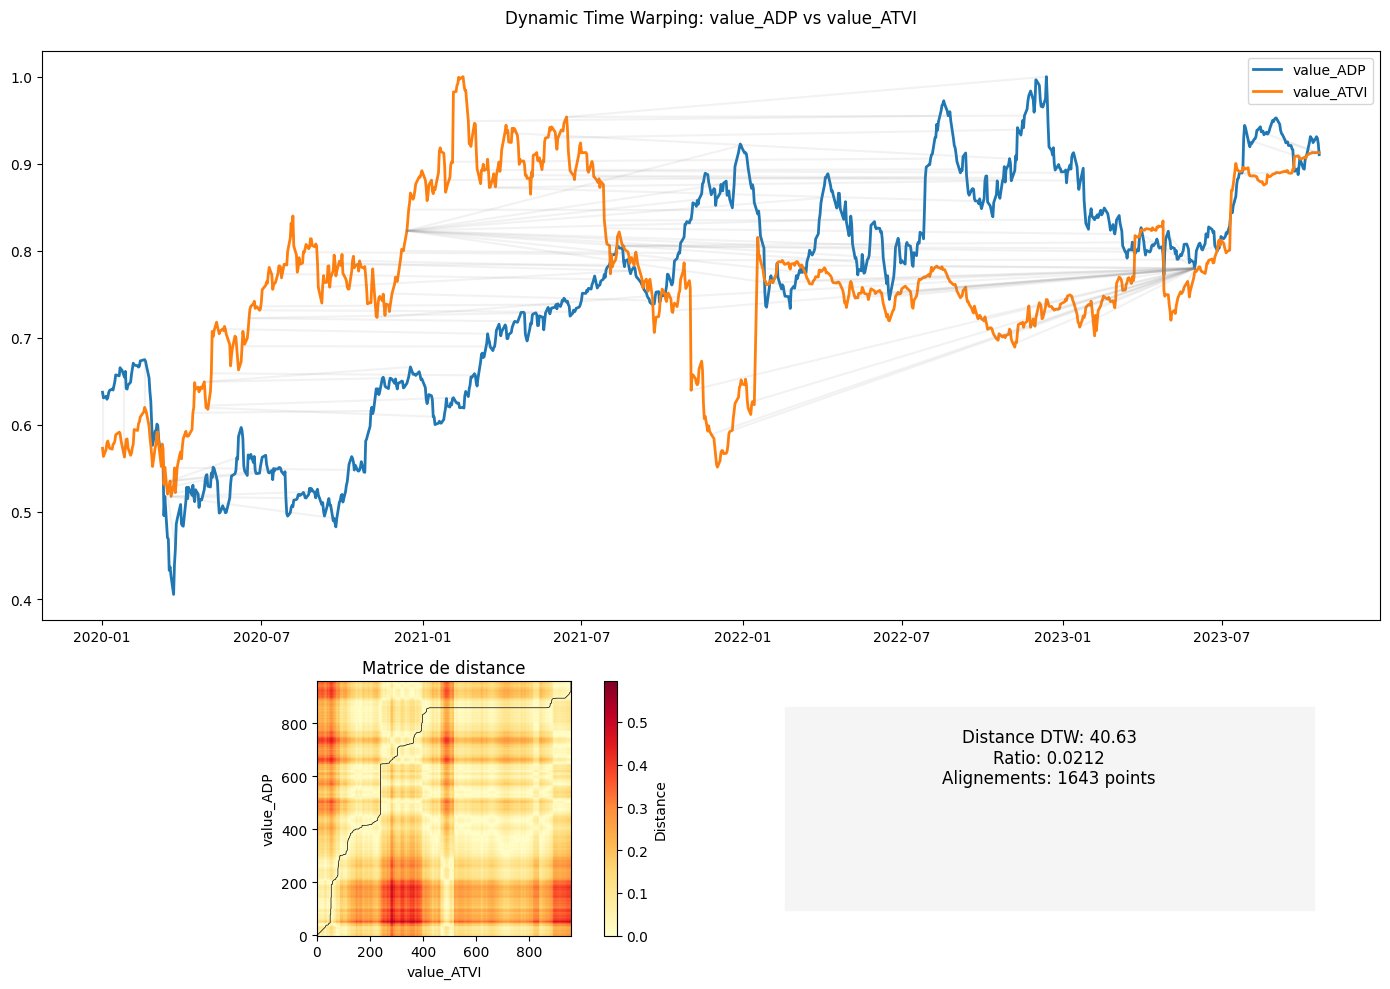 Dynamic Time Warping: value_ADP vs value_ATVI
value_ADP
value_ATVI
1.0
0.9
0.8
0.7
0.6
0.5
0.4
2020-01 2020-07 2021-01 2021-07 2022-01 2022-07 2023-01 2023-07
Matrice de distance
value_ADP
800
600
400
200
0
0 200 400 600 800
value_ATVI
0.5
0.4
0.3
0.2
0.1
0.0
Distance
Distance DTW: 40.63
Ratio: 0.0212
Alignements: 1643 points